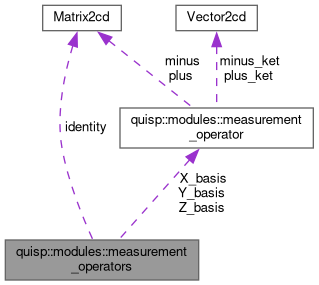 Matrix2cd
Vector2cd
minus
plus
minus_ket
plus_ket
identity
quisp::modules::measurement
_operator
X_basis
Y_basis
Z_basis
quisp::modules::measurement
_operators